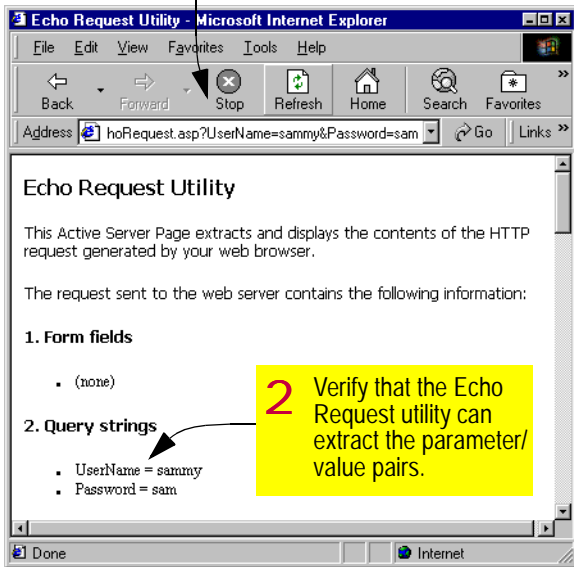 Echo Request Utility - Microsoft Internet Explorer
File Edit View Favorites Tools Help
Back Forward Stop Refresh Home Search Favorites »
Address hoRequest.asp?UserName=sammy&Password=sam Go Links »
Echo Request Utility
This Active Server Page extracts and displays the contents of the HTTP
request generated by your web browser.
The request sent to the web server contains the following information:
1. Form fields
• (none)
2. Query strings
• UserName = sammy
• Password = sam
2 Verify that the Echo
Request utility can
extract the parameter/
value pairs.
Done Internet